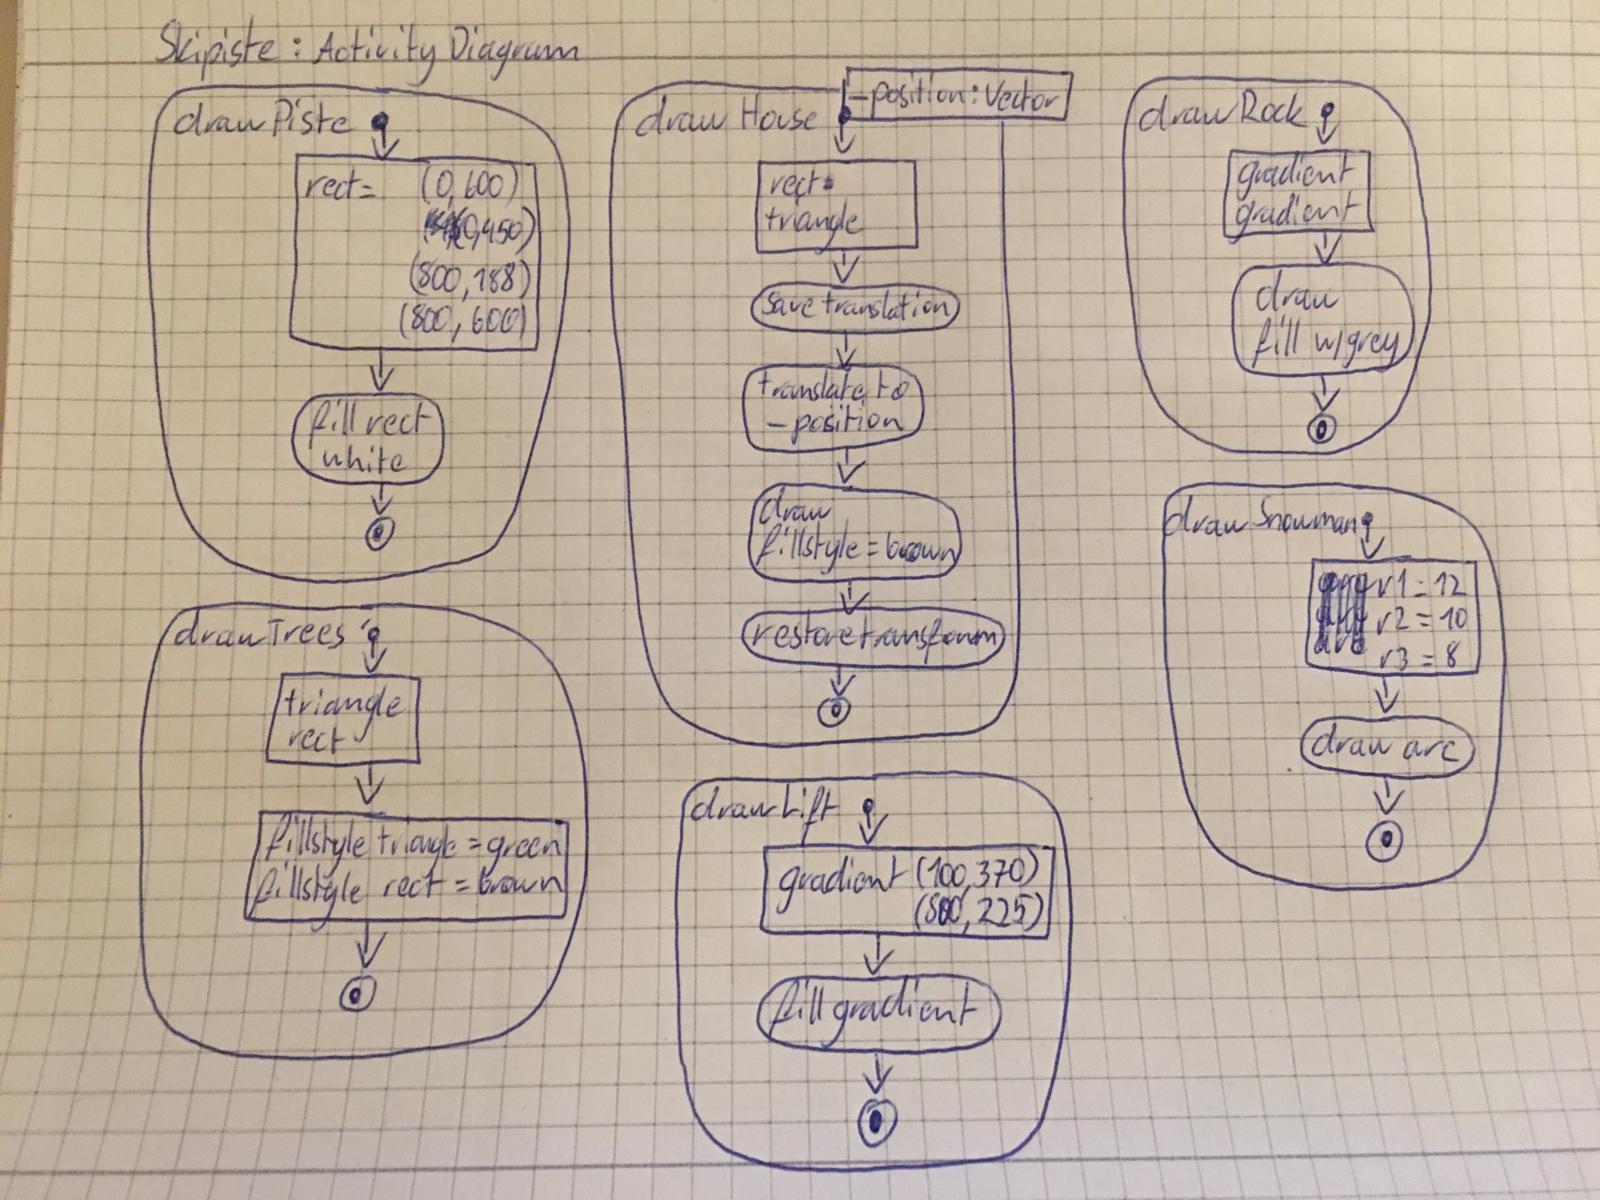 Skipiste: Activity Diagram
drawPiste
rect= (0,600)
(0,450)
(800,188)
(800,600)
fill rect
white
drawTrees
triangle
rect
fillstyle triangle = green
fillstyle rect = brown
draw House
-position: Vector
rect
triangle
save translation
translate to
-position
draw
fillstyle = brown
restore transform
drawLift
gradient (100,370)
(800,225)
fill gradient
drawRock
gradient
gradient
draw
fill w/grey
drawSnowman
r1 = 12
r2 = 10
r3 = 8
draw arc